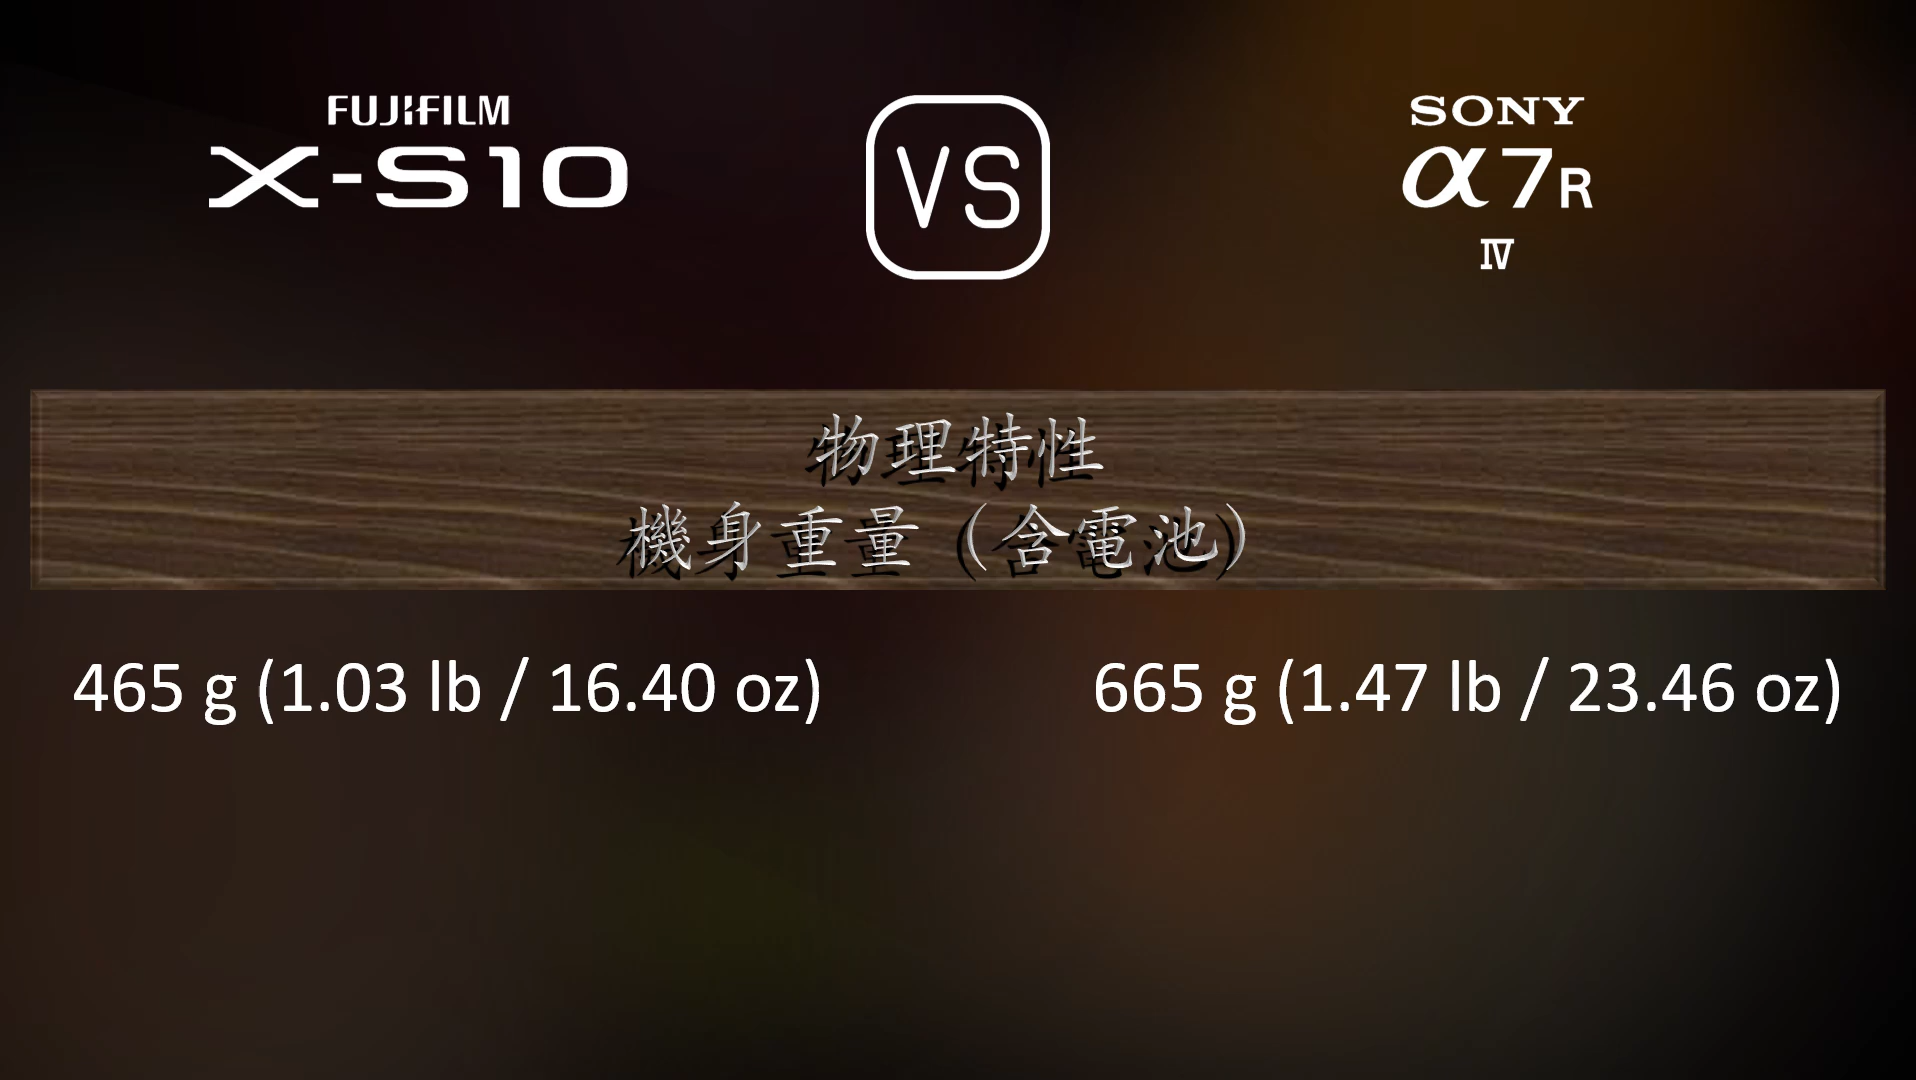 FUJIFILM
X-S10
VS
SONY
α7R
IV
物理特性
機身重量（含電池）
465 g (1.03 lb / 16.40 oz)
665 g (1.47 lb / 23.46 oz)